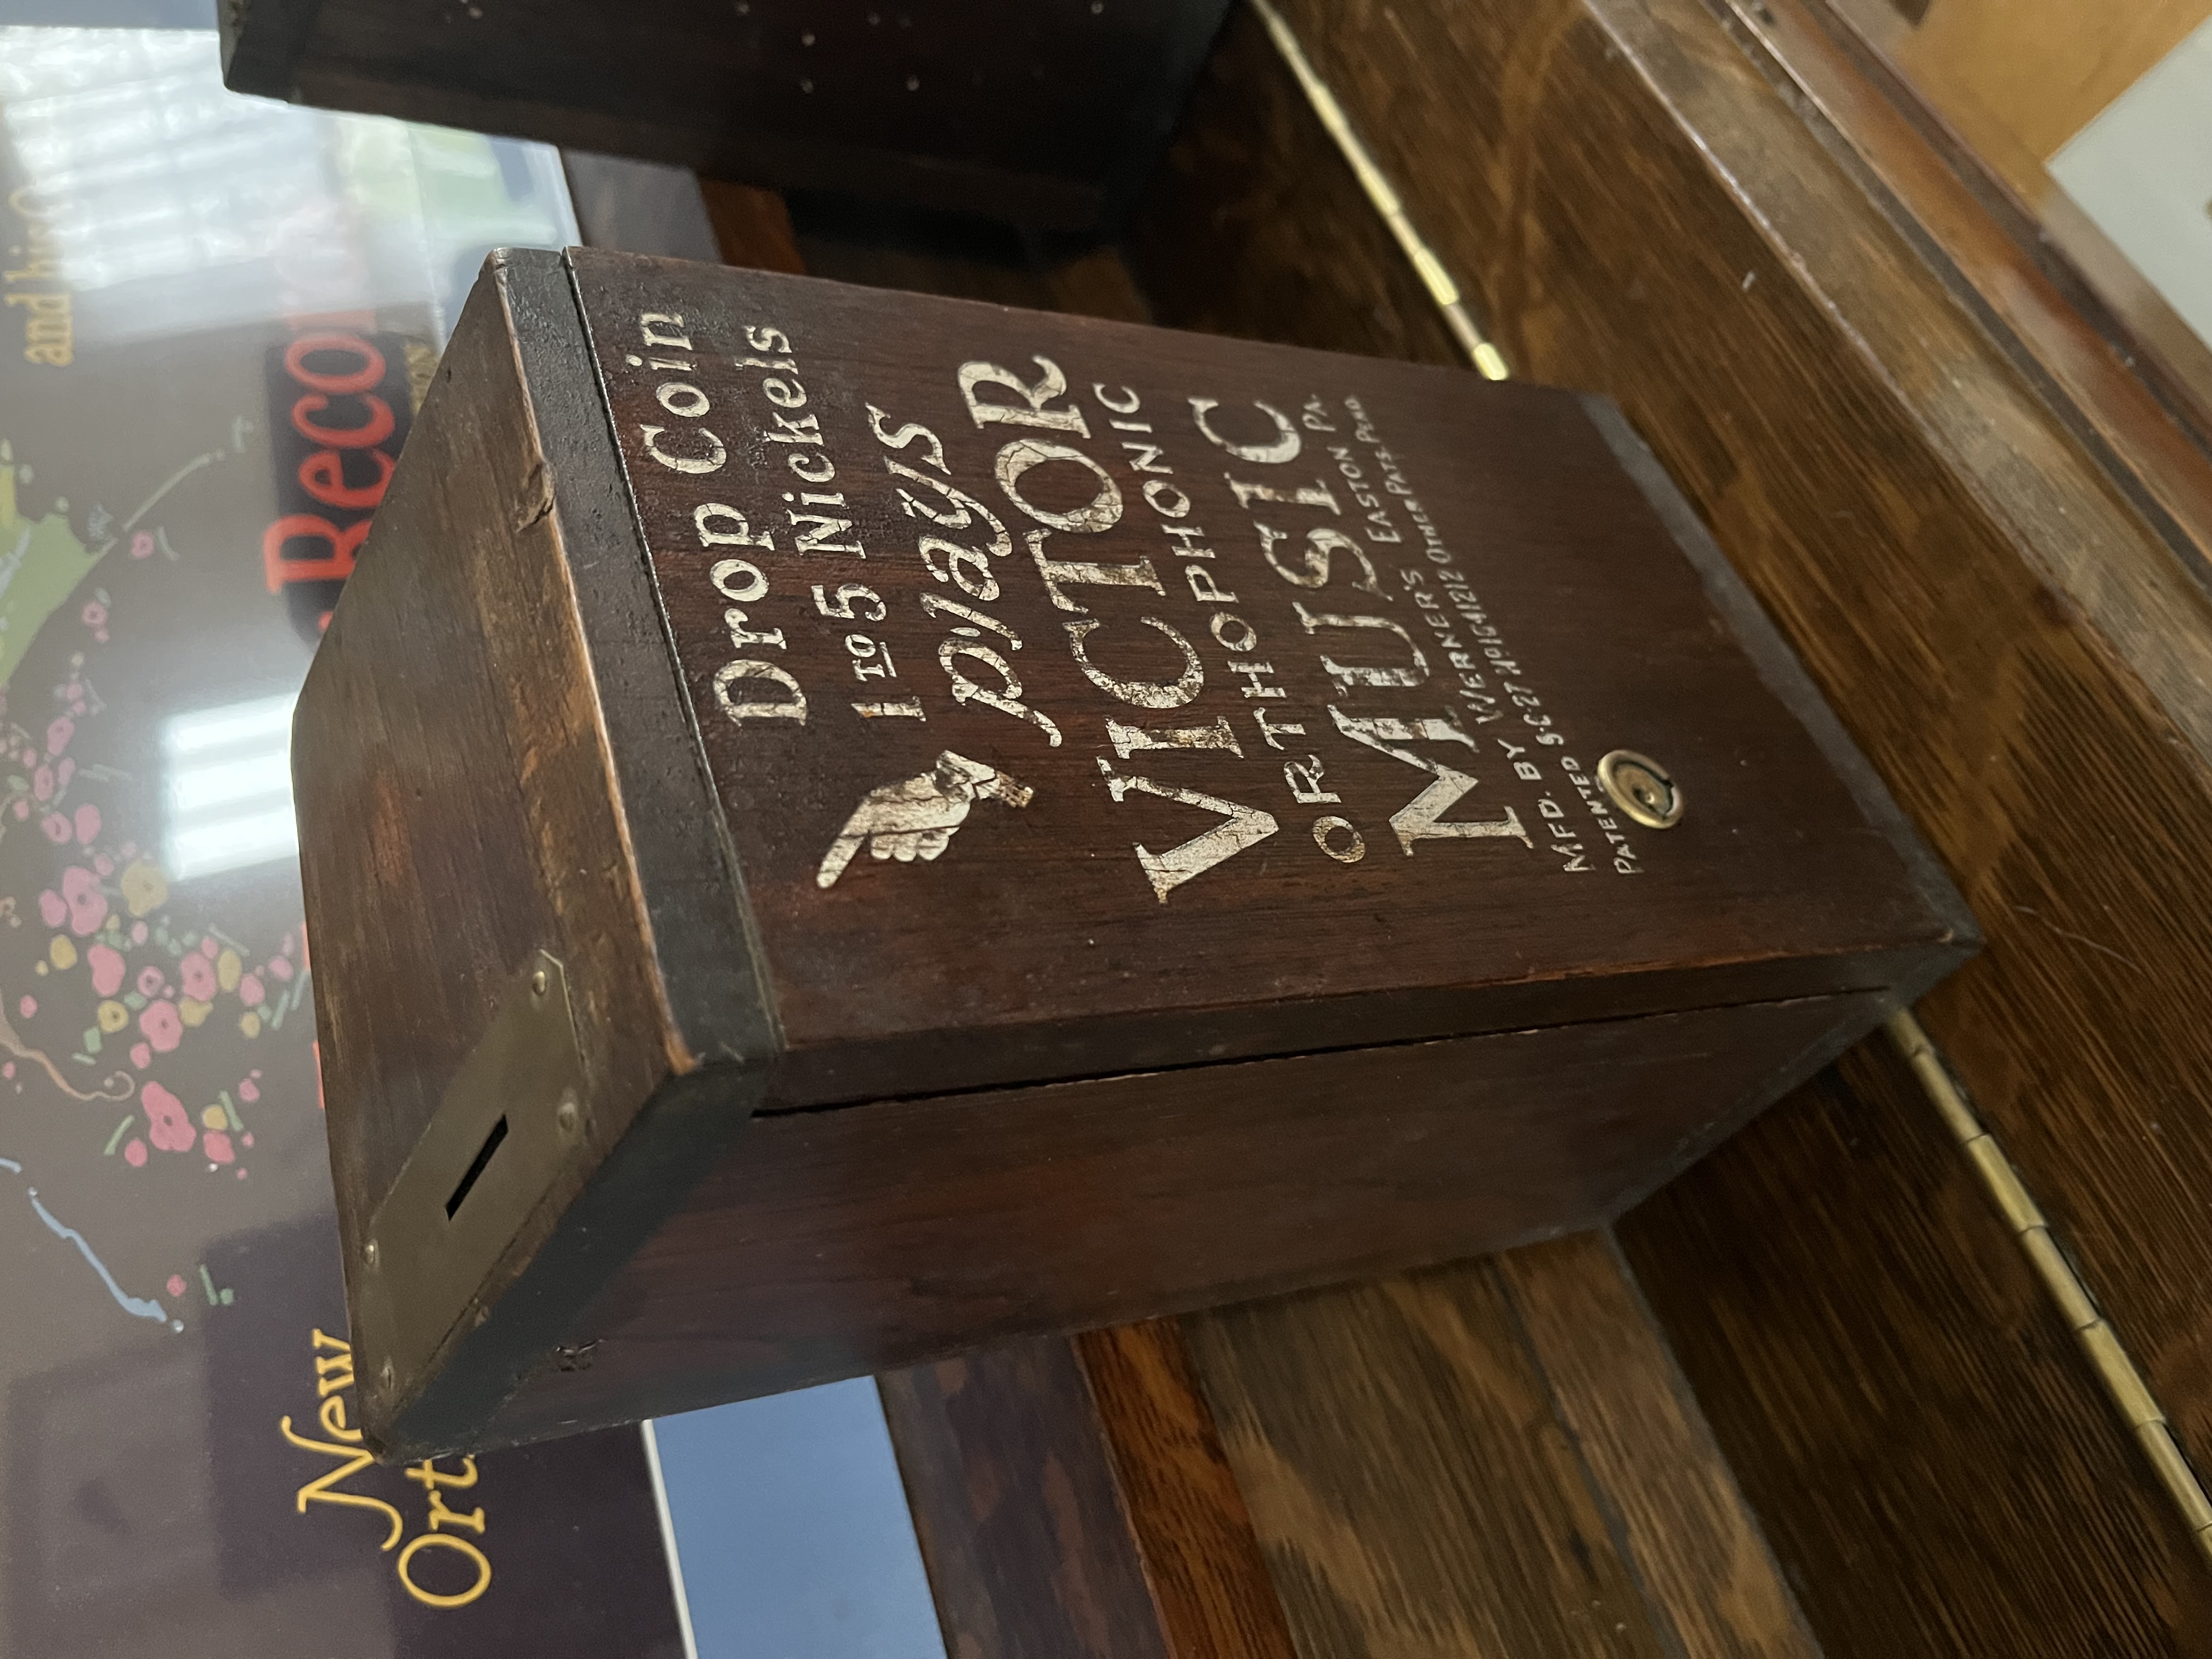 Drop Coin
1 TO 5 Nickels
plays
VICTOR
ORTHOPHONIC
MUSIC
MFD. BY WERNER'S EASTON PA.
PATENTED 5·C·27 No. 1641212 OTHER PATS. PEND.
and his
Recor
New
Ort